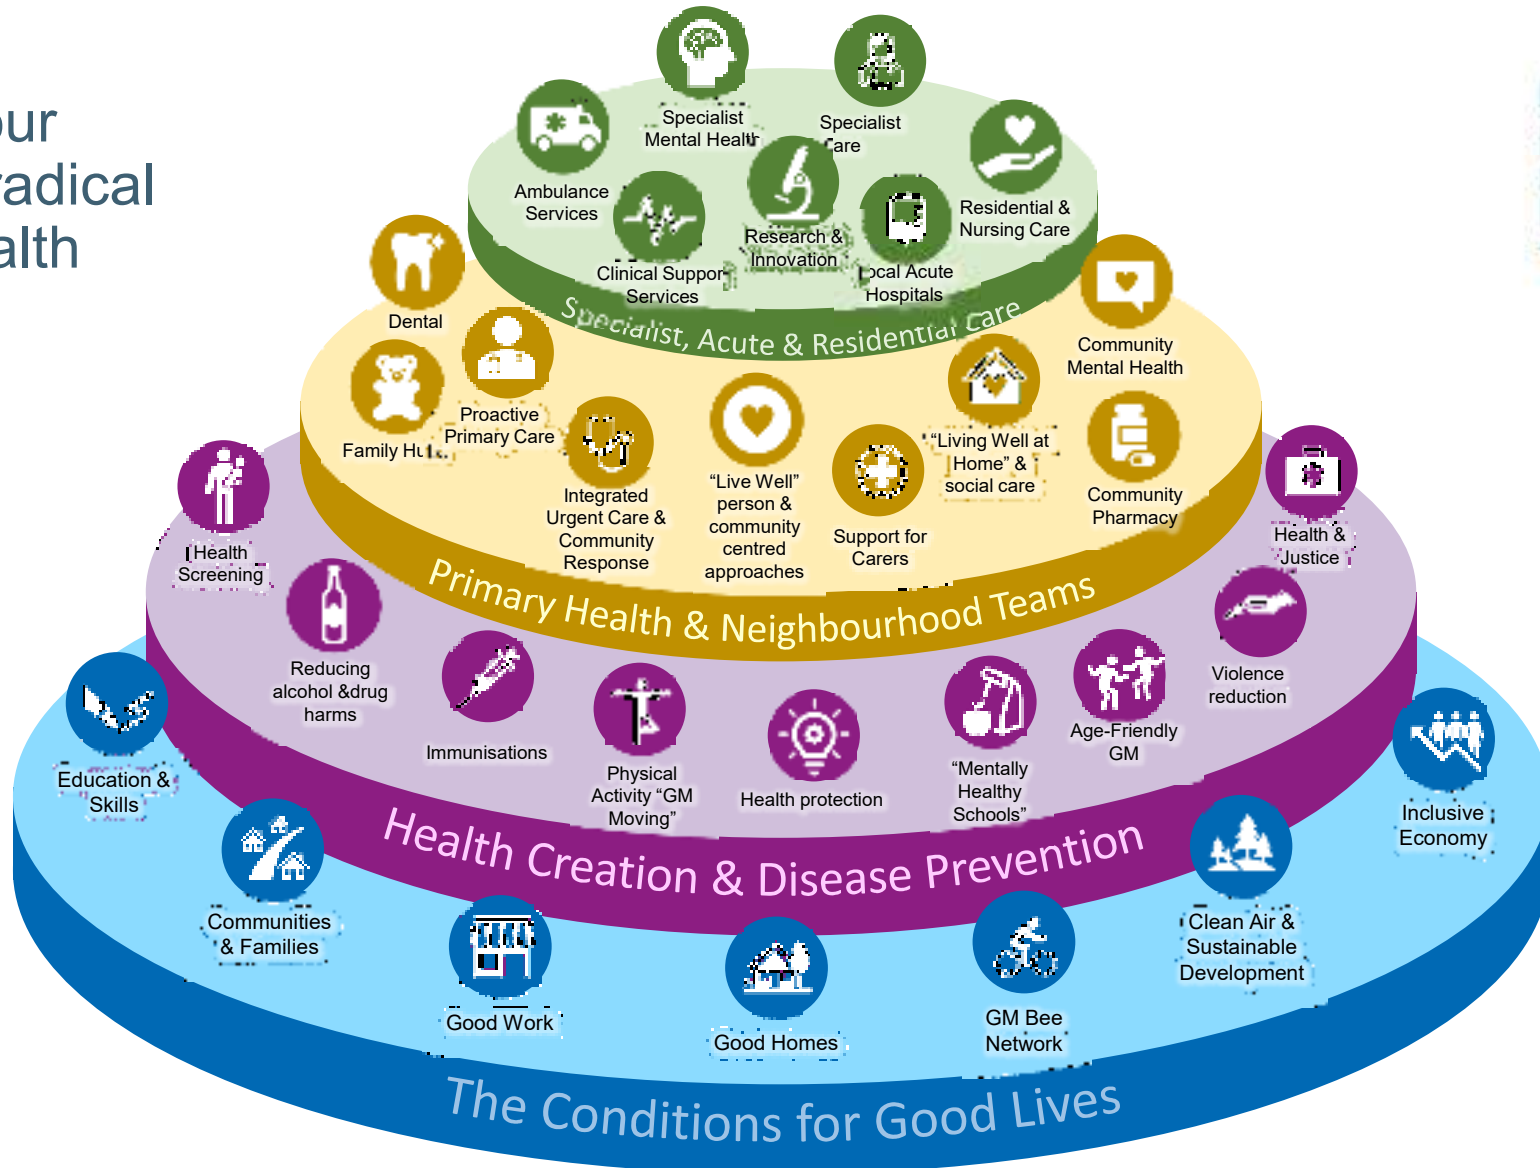 our
radical
alth
Specialist
Mental Health
Specialist
Care
Ambulance
Services
Residential &
Nursing Care
Research &
Innovation
Clinical Support
Services
Local Acute
Hospitals
Specialist, Acute & Residential Care
Dental
Community
Mental Health
Proactive
Primary Care
Family Hu
"Living Well at
Home" &
social care
Integrated
Urgent Care &
Community
Response
"Live Well"
person &
community
centred
approaches
Support for
Carers
Community
Pharmacy
Primary Health & Neighbourhood Teams
Health
Screening
Health &
Justice
Reducing
alcohol &drug
harms
Violence
reduction
Immunisations
Age-Friendly
GM
Physical
Activity "GM
Moving"
Health protection
"Mentally
Healthy
Schools"
Health Creation & Disease Prevention
Education &
Skills
Inclusive
Economy
Communities
& Families
Clean Air &
Sustainable
Development
Good Work
Good Homes
GM Bee
Network
The Conditions for Good Lives